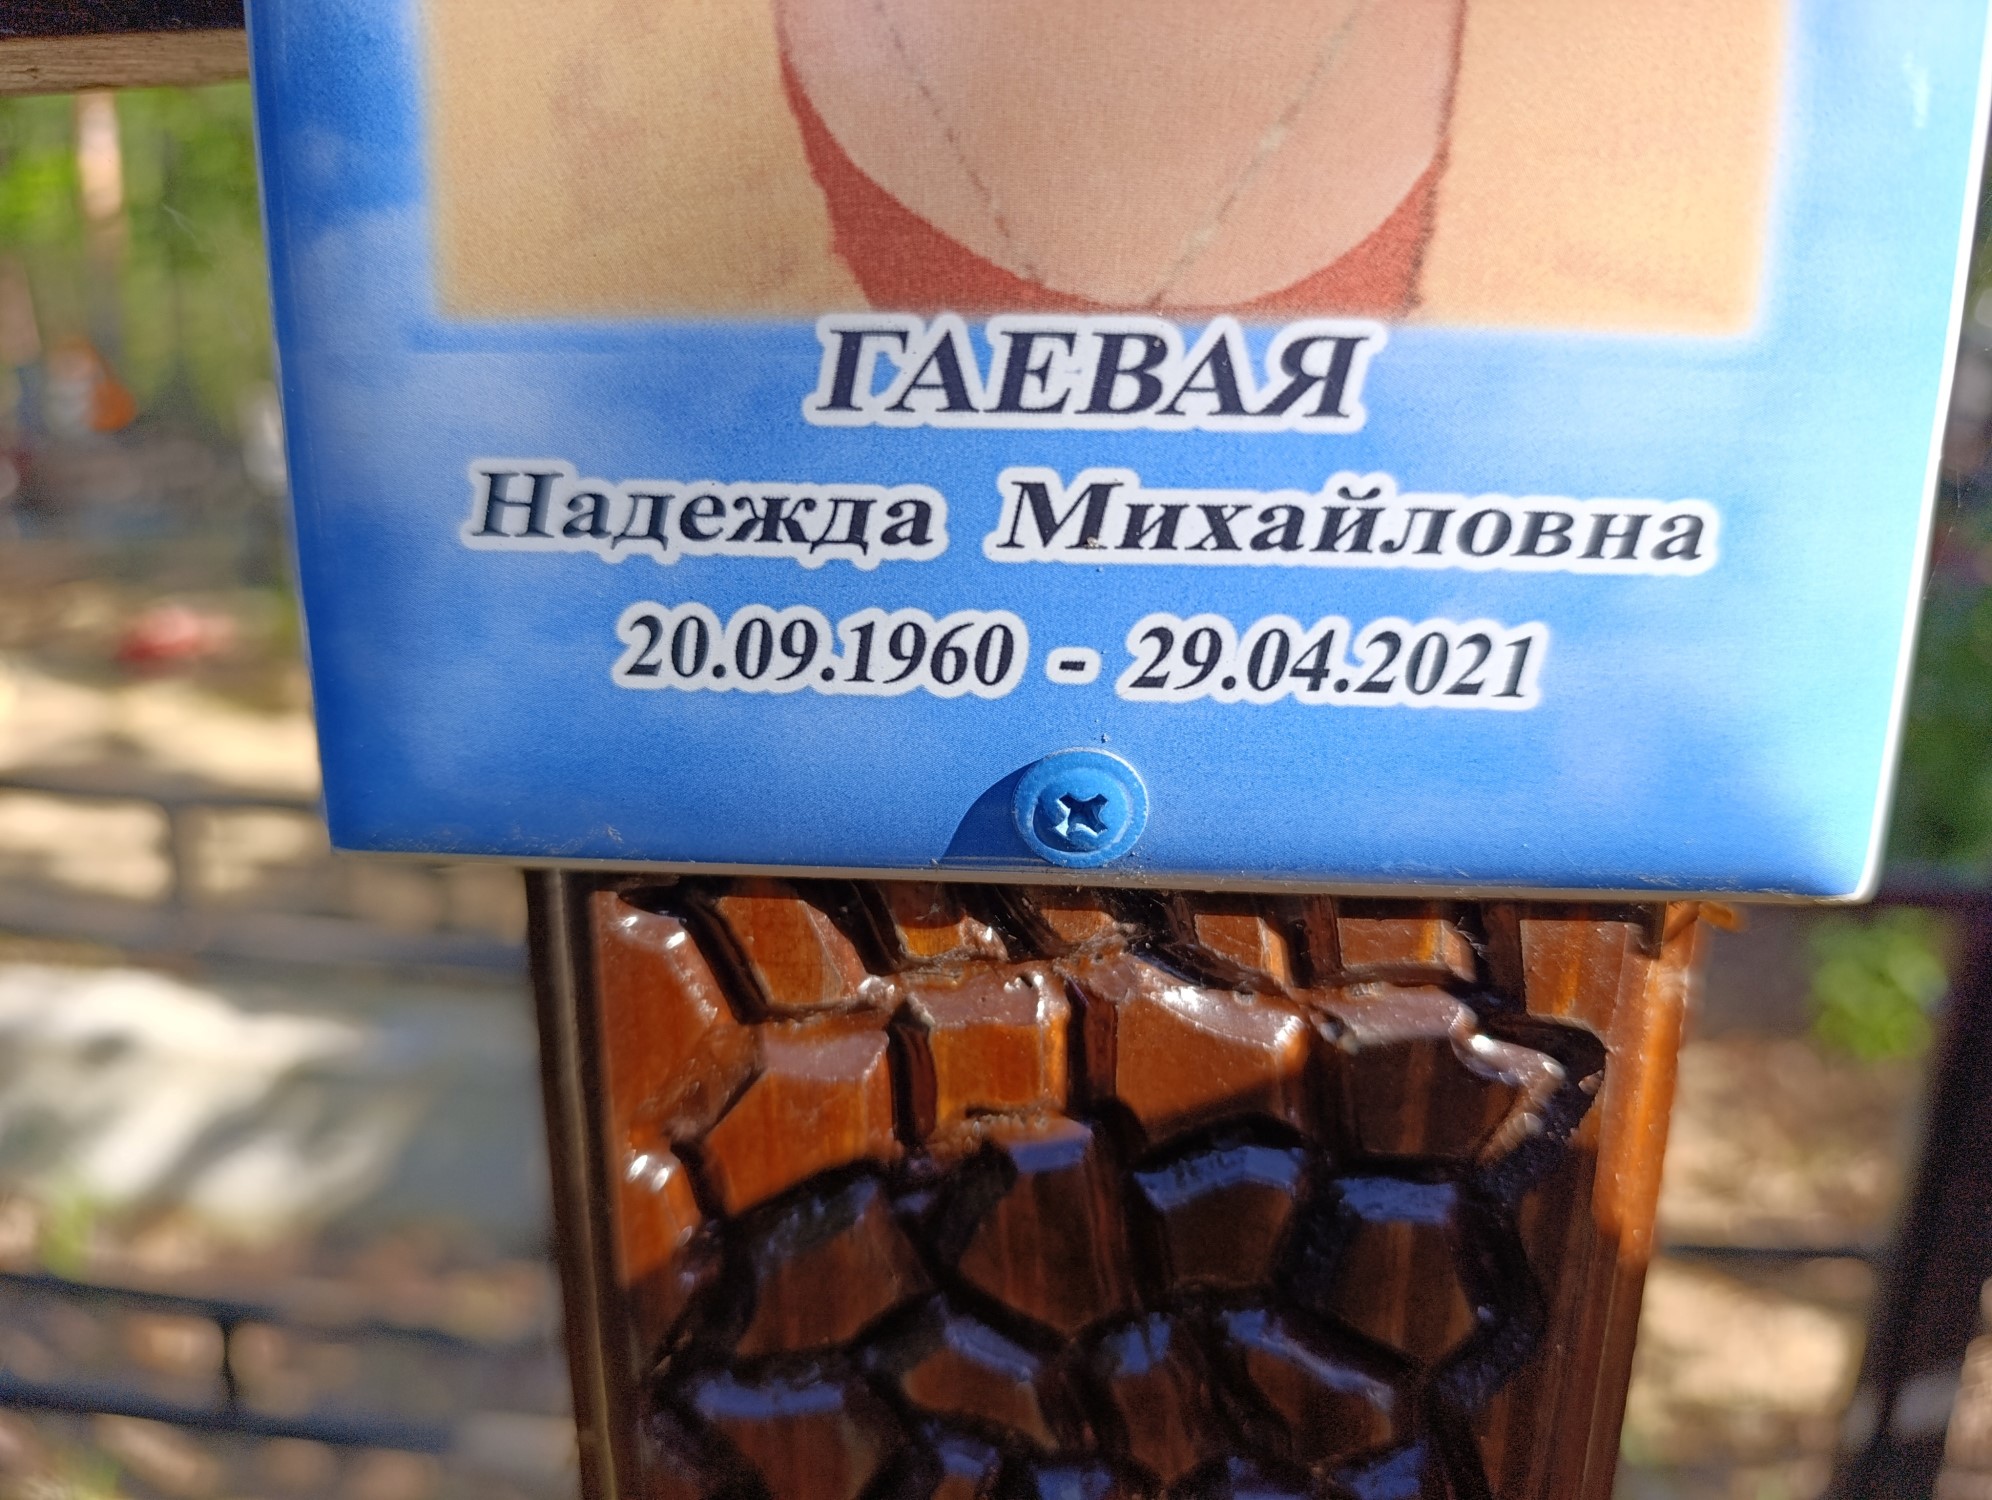 ГАЕВАЯ
Надежда Михайловна
20.09.1960 - 29.04.2021